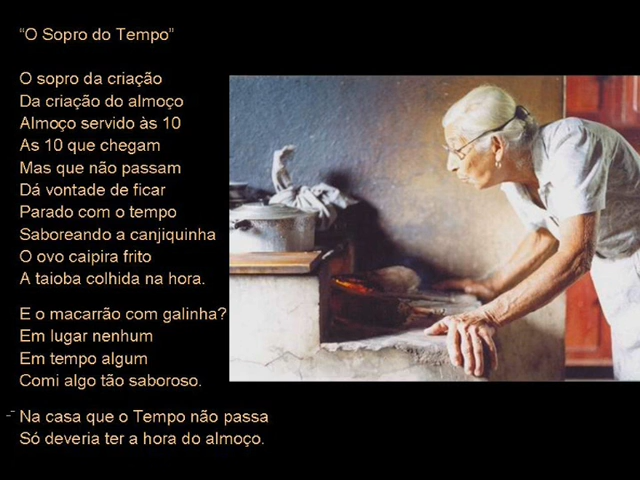 “O Sopro do Tempo”
O sopro da criação
Da criação do almoço
Almoço servido às 10
As 10 que chegam
Mas que não passam
Dá vontade de ficar
Parado com o tempo
Saboreando a canjiquinha
O ovo caipira frito
A taioba colhida na hora.
E o macarrão com galinha?
Em lugar nenhum
Em tempo algum
Comi algo tão saboroso.
Na casa que o Tempo não passa
Só deveria ter a hora do almoço.